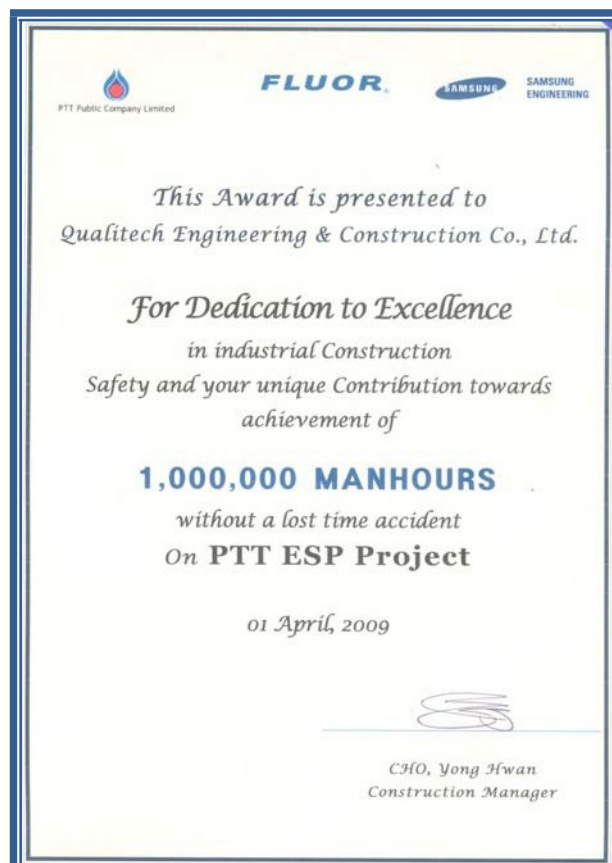 PTT Public Company Limited
FLUOR®
SAMSUNG
SAMSUNG
ENGINEERING
This Award is presented to
Qualitech Engineering & Construction Co., Ltd.
For Dedication to Excellence
in industrial Construction
Safety and your unique Contribution towards
achievement of
1,000,000 MANHOURS
without a lost time accident
On PTT ESP Project
01 April, 2009
CHO, Yong Hwan
Construction Manager